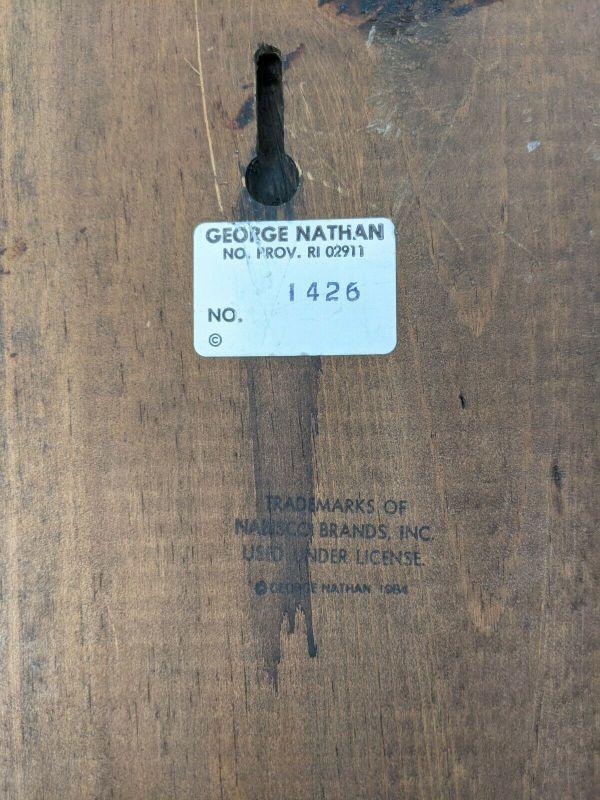 GEORGE NATHAN
NO. PROV. RI 02911
1426
NO.
©
TRADEMARKS OF
NABISCO BRANDS, INC.
USED UNDER LICENSE.
© GEORGE NATHAN 1984